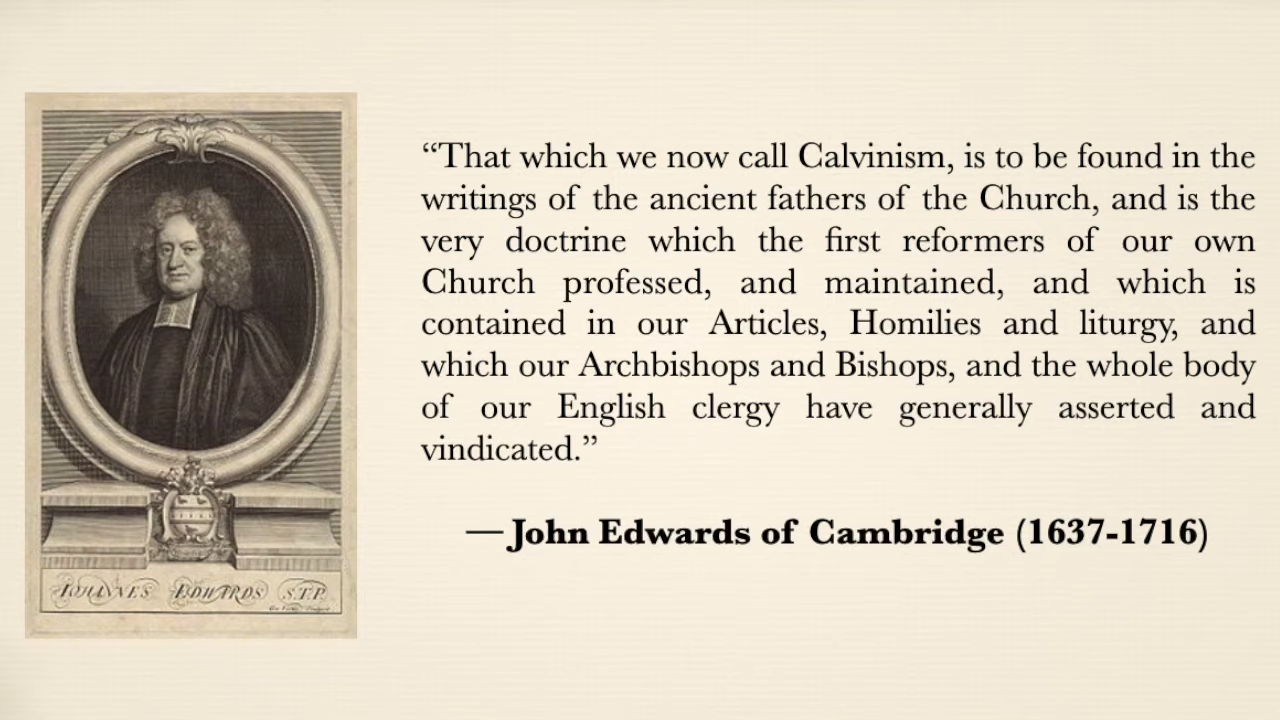 “That which we now call Calvinism, is to be found in the
writings of the ancient fathers of the Church, and is the
very doctrine which the first reformers of our own
Church professed, and maintained, and which is
contained in our Articles, Homilies and liturgy, and
which our Archbishops and Bishops, and the whole body
of our English clergy have generally asserted and
vindicated.”
— John Edwards of Cambridge (1637-1716)
IOHANNES EDWARDS S.T.P.